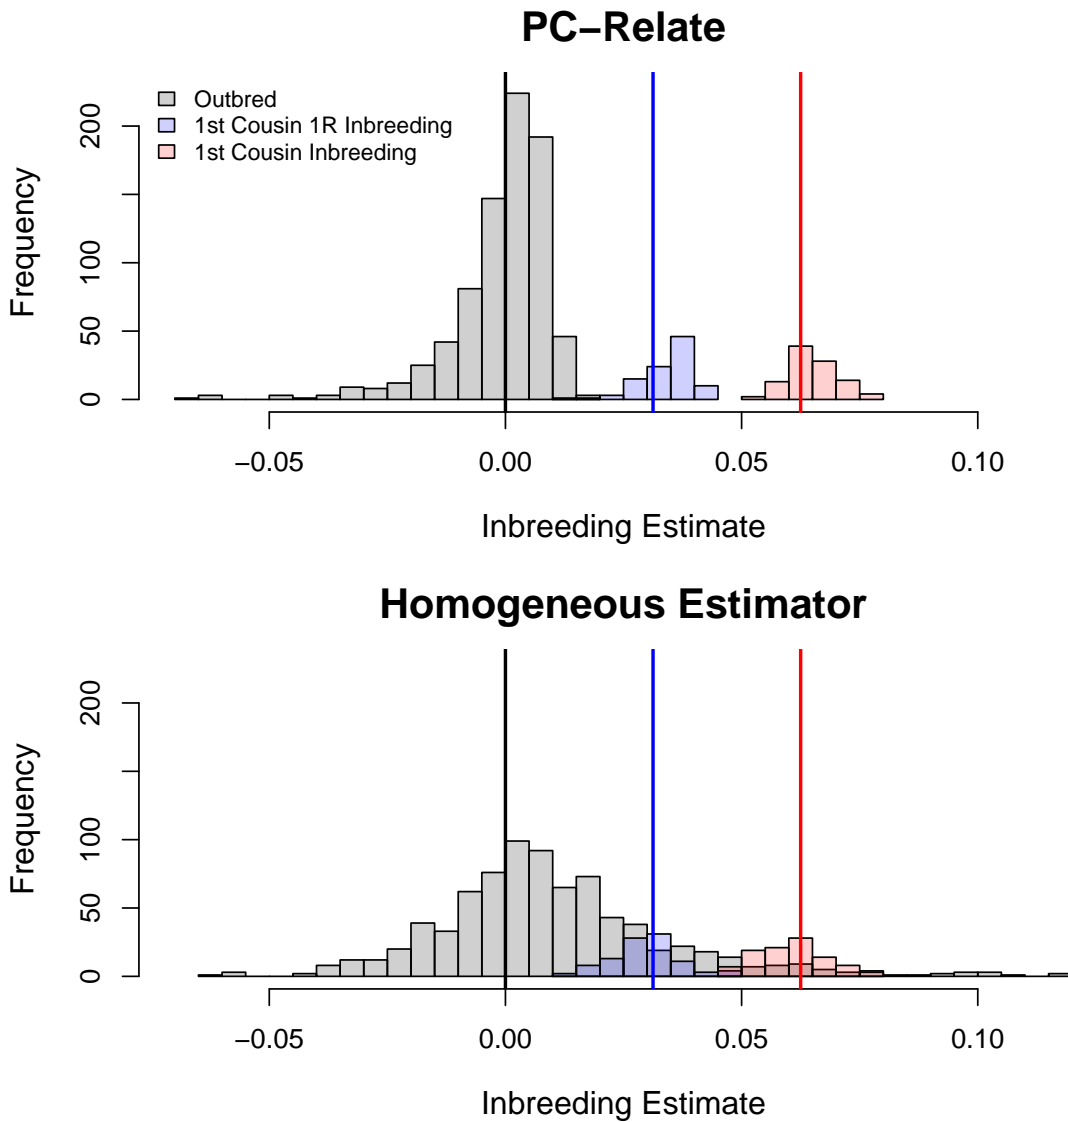 PC−Relate
Outbred
1st Cousin 1R Inbreeding
1st Cousin Inbreeding
Frequency
200
100
50
0
−0.05 0.00 0.05 0.10
Inbreeding Estimate
Homogeneous Estimator
Frequency
200
100
50
0
−0.05 0.00 0.05 0.10
Inbreeding Estimate